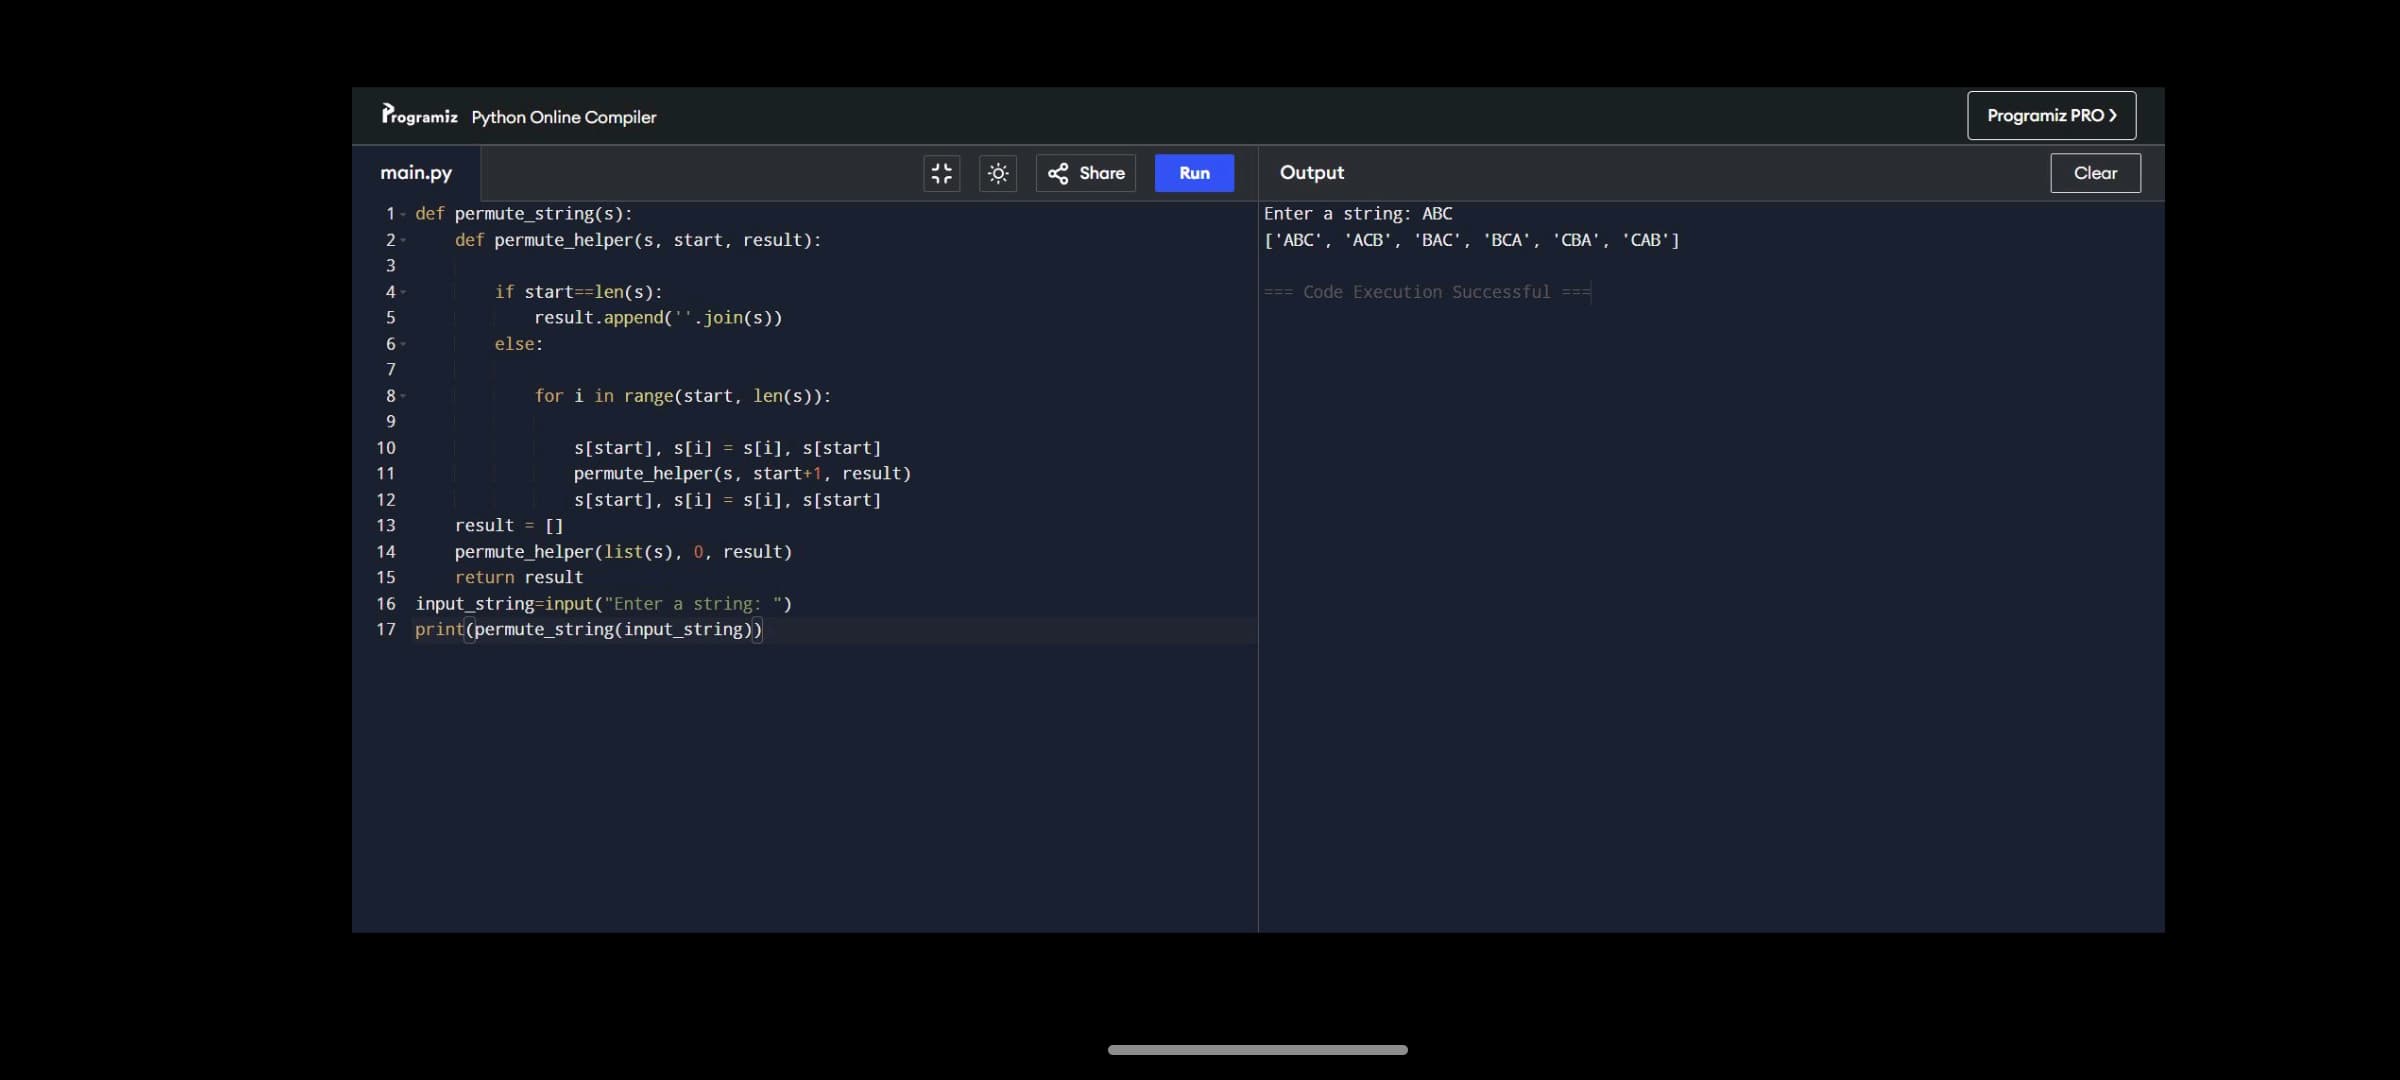 Programiz Python Online Compiler
Programiz PRO >
main.py
Share
Run
Output
Clear
1 def permute_string(s):
2     def permute_helper(s, start, result):
3
4         if start==len(s):
5             result.append(''.join(s))
6         else:
7
8             for i in range(start, len(s)):
9
10                 s[start], s[i] = s[i], s[start]
11                 permute_helper(s, start+1, result)
12                 s[start], s[i] = s[i], s[start]
13     result = []
14     permute_helper(list(s), 0, result)
15     return result
16 input_string=input("Enter a string: ")
17 print(permute_string(input_string))
Enter a string: ABC
['ABC', 'ACB', 'BAC', 'BCA', 'CBA', 'CAB']
=== Code Execution Successful ===